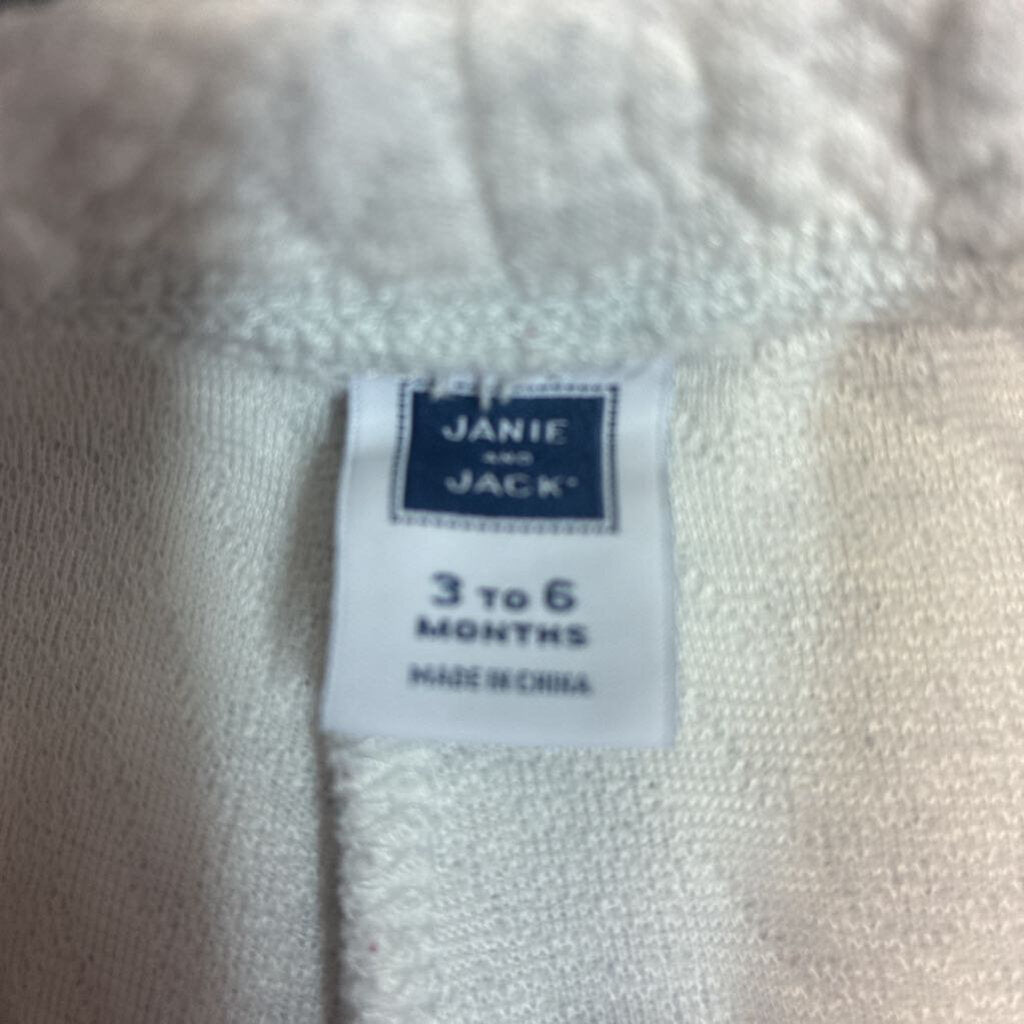 JANIE
AND
JACK
3 TO 6
MONTHS
MADE IN CHINA